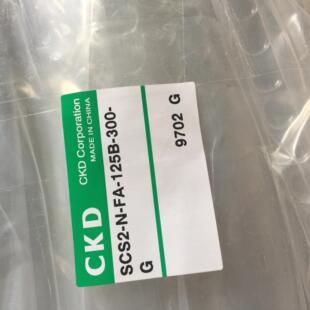 CKD
CKD Corporation
MADE IN CHINA
SCS2-N-FA-125B-300-
G
9702 G